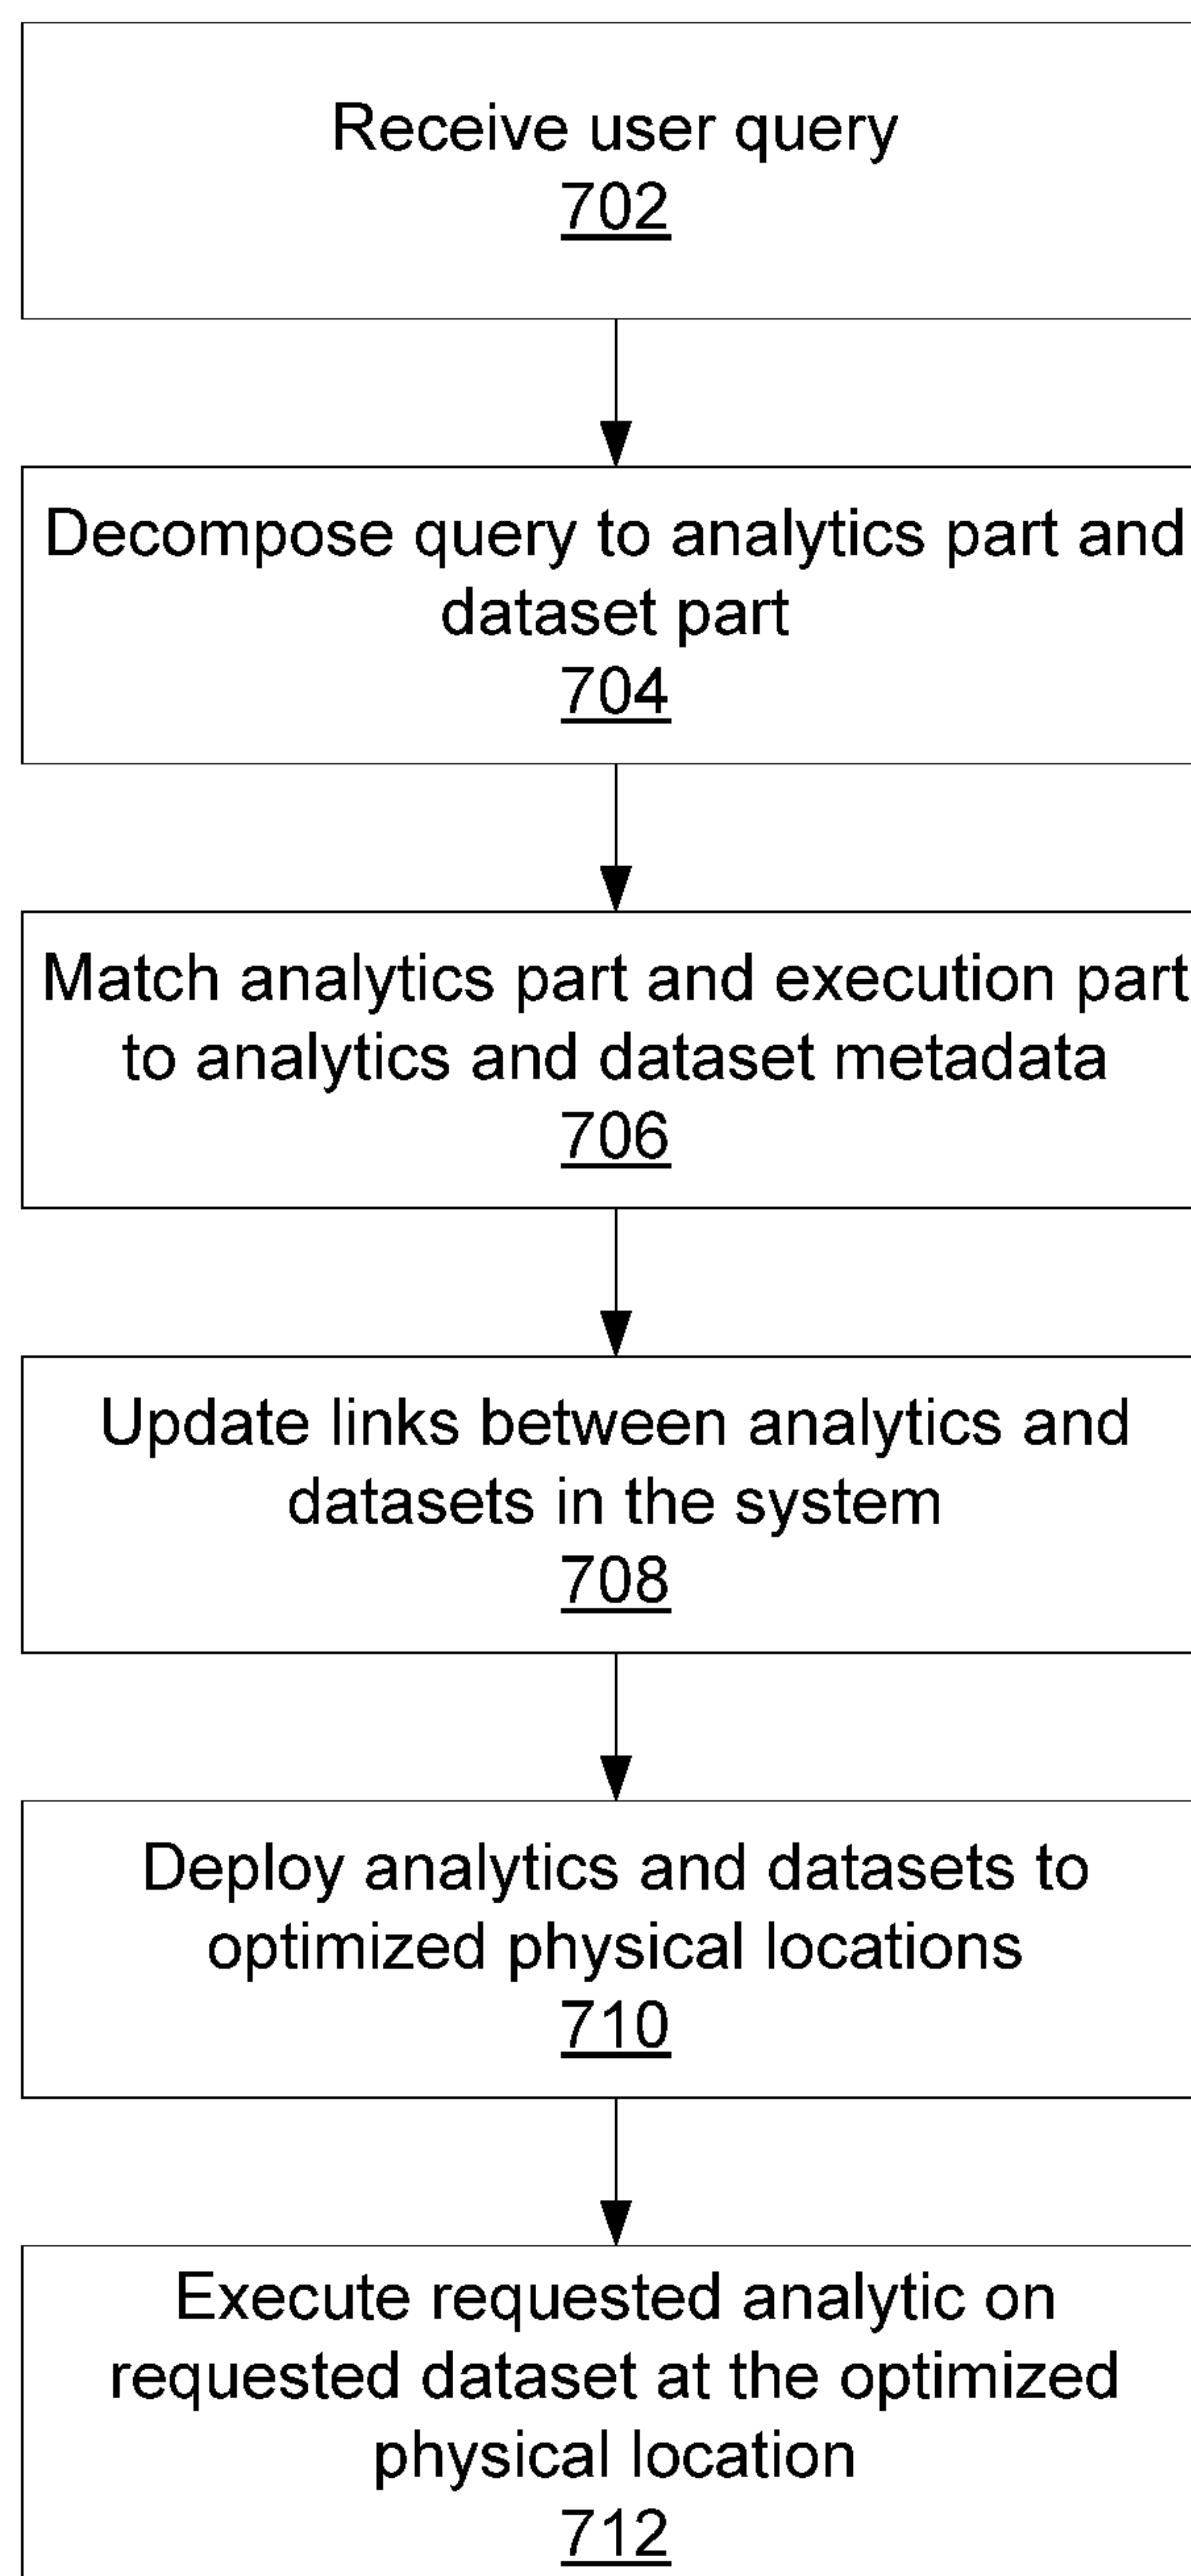 Receive user query
702
Decompose query to analytics part and
dataset part
704
Match analytics part and execution part
to analytics and dataset metadata
706
Update links between analytics and
datasets in the system
708
Deploy analytics and datasets to
optimized physical locations
710
Execute requested analytic on
requested dataset at the optimized
physical location
712